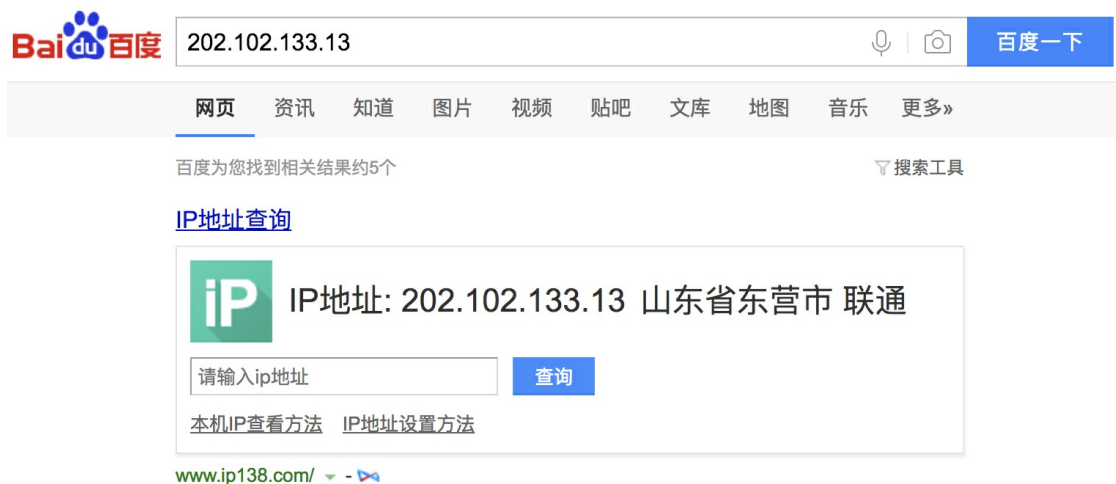 Bai du 百度 202.102.133.13 百度一下
网页 资讯 知道 图片 视频 贴吧 文库 地图 音乐 更多»
百度为您找到相关结果约5个 搜索工具
IP地址查询
iP IP地址: 202.102.133.13 山东省东营市 联通
请输入ip地址 查询
本机IP查看方法 IP地址设置方法
www.ip138.com/ -